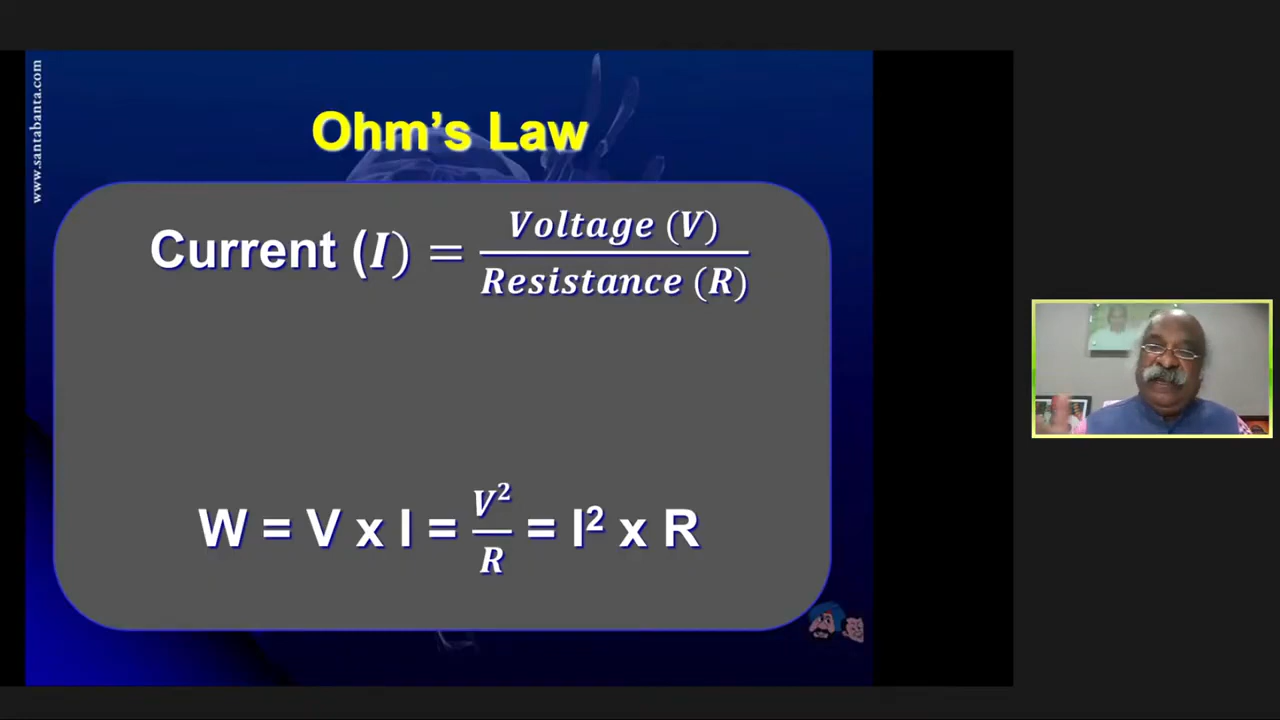 www.santabanta.com
Ohm's Law
Current (I) = Voltage (V) / Resistance (R)
W = V x I = V² / R = I² x R